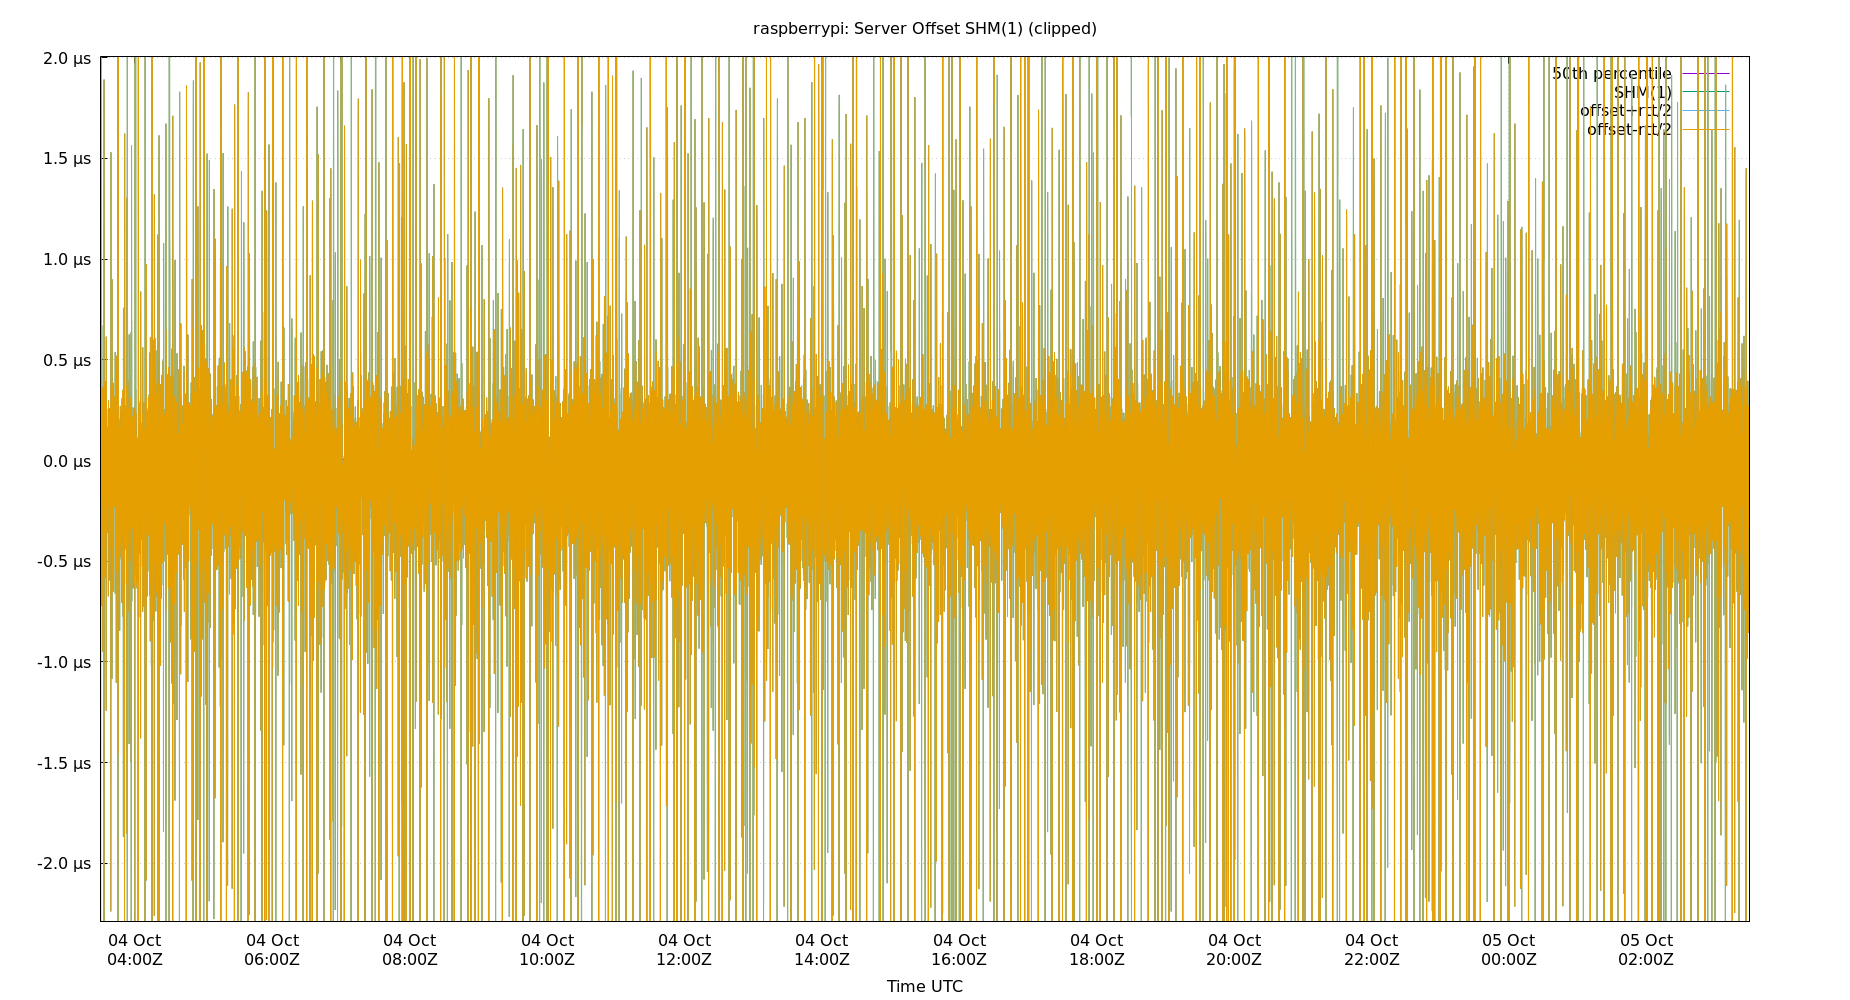 raspberrypi: Server Offset SHM(1) (clipped)
2.0 µs
1.5 µs
1.0 µs
0.5 µs
0.0 µs
-0.5 µs
-1.0 µs
-1.5 µs
-2.0 µs
50th percentile
SHM(1)
offset+rtt/2
offset-rtt/2
04 Oct 04 Oct 04 Oct 04 Oct 04 Oct 04 Oct 04 Oct 04 Oct 04 Oct 04 Oct 05 Oct 05 Oct
04:00Z 06:00Z 08:00Z 10:00Z 12:00Z 14:00Z 16:00Z 18:00Z 20:00Z 22:00Z 00:00Z 02:00Z
Time UTC